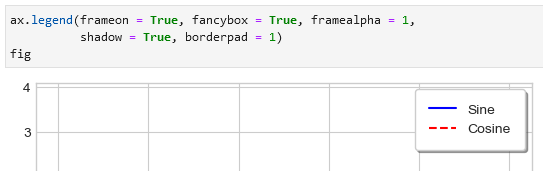 ax.legend(frameon = True, fancybox = True, framealpha = 1,
          shadow = True, borderpad = 1)
fig
4
Sine
3
Cosine